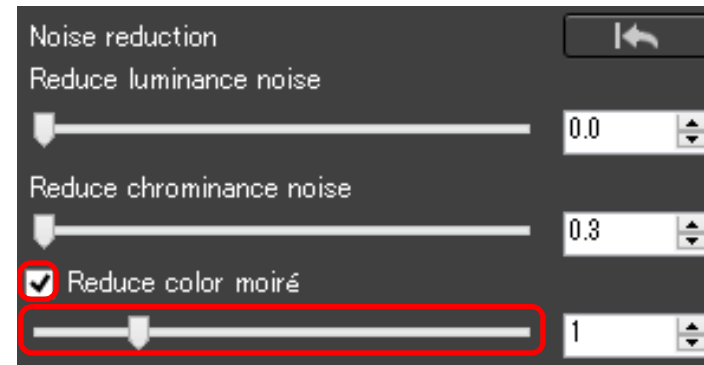 Noise reduction
Reduce luminance noise
0.0
Reduce chrominance noise
0.3
Reduce color moiré
1